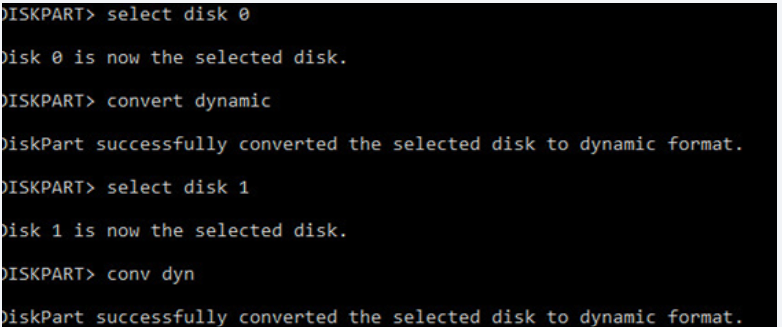 DISKPART> select disk 0
Disk 0 is now the selected disk.
DISKPART> convert dynamic
DiskPart successfully converted the selected disk to dynamic format.
DISKPART> select disk 1
Disk 1 is now the selected disk.
DISKPART> conv dyn
DiskPart successfully converted the selected disk to dynamic format.